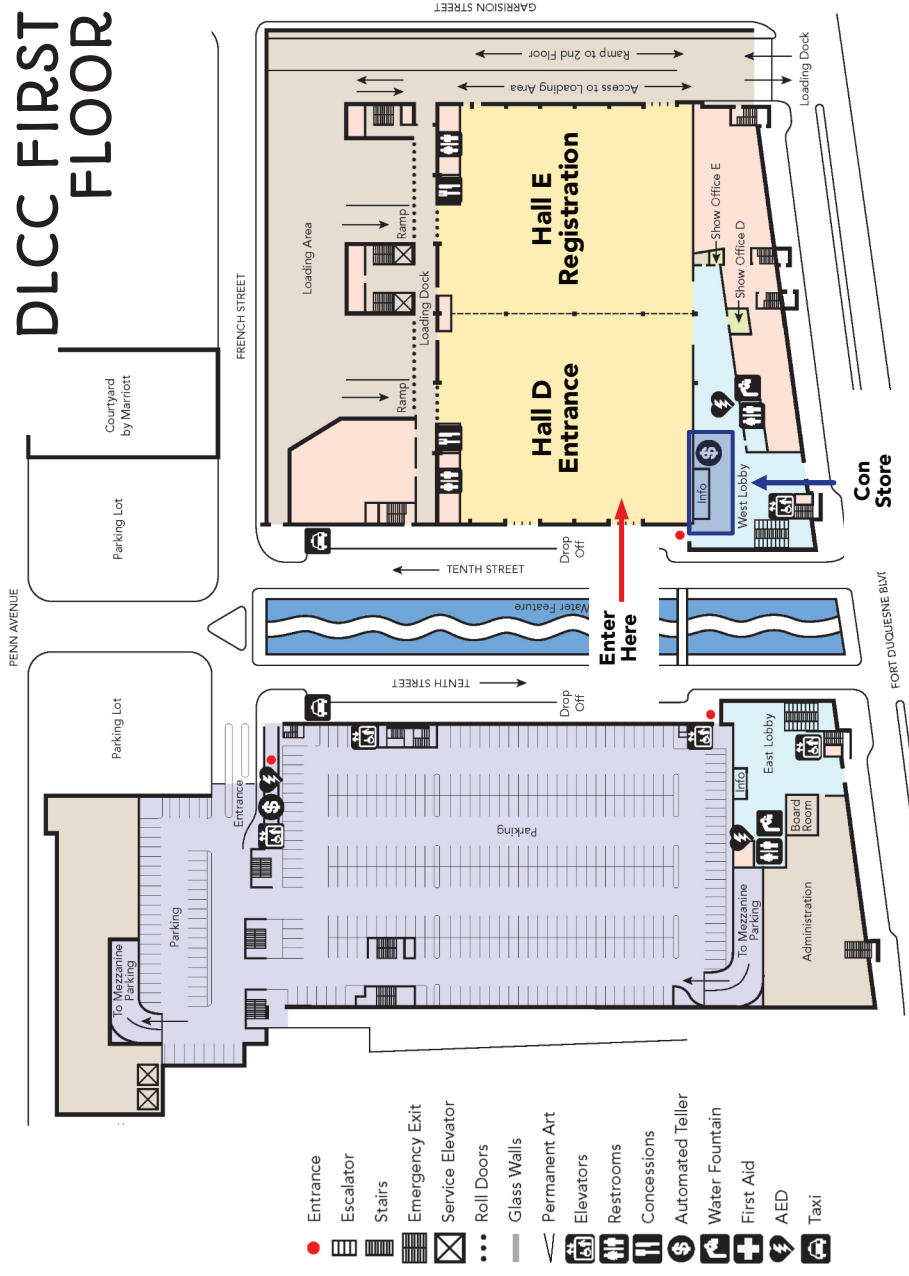 DLCC FIRST
FLOOR
GARRISION STREET
Ramp to 2nd Floor
Access to Loading Area
Loading Dock
FRENCH STREET
Loading Area
Ramp
Ramp
Loading Dock
Hall E
Registration
Hall D
Entrance
Show Office E
Show Office D
Info
West Lobby
Con
Store
Courtyard
by Marriott
Parking Lot
PENN AVENUE
Parking Lot
Drop
Off
TENTH STREET
Water Feature
Enter
Here
TENTH STREET
Drop
Off
FORT DUQUESNE BLV
Entrance
Parking
Parking
To Mezzanine
Parking
To Mezzanine
Parking
East Lobby
Info
Board
Room
Administration
Entrance
Escalator
Stairs
Emergency Exit
Service Elevator
Roll Doors
Glass Walls
Permanent Art
Elevators
Restrooms
Concessions
Automated Teller
Water Fountain
First Aid
AED
Taxi